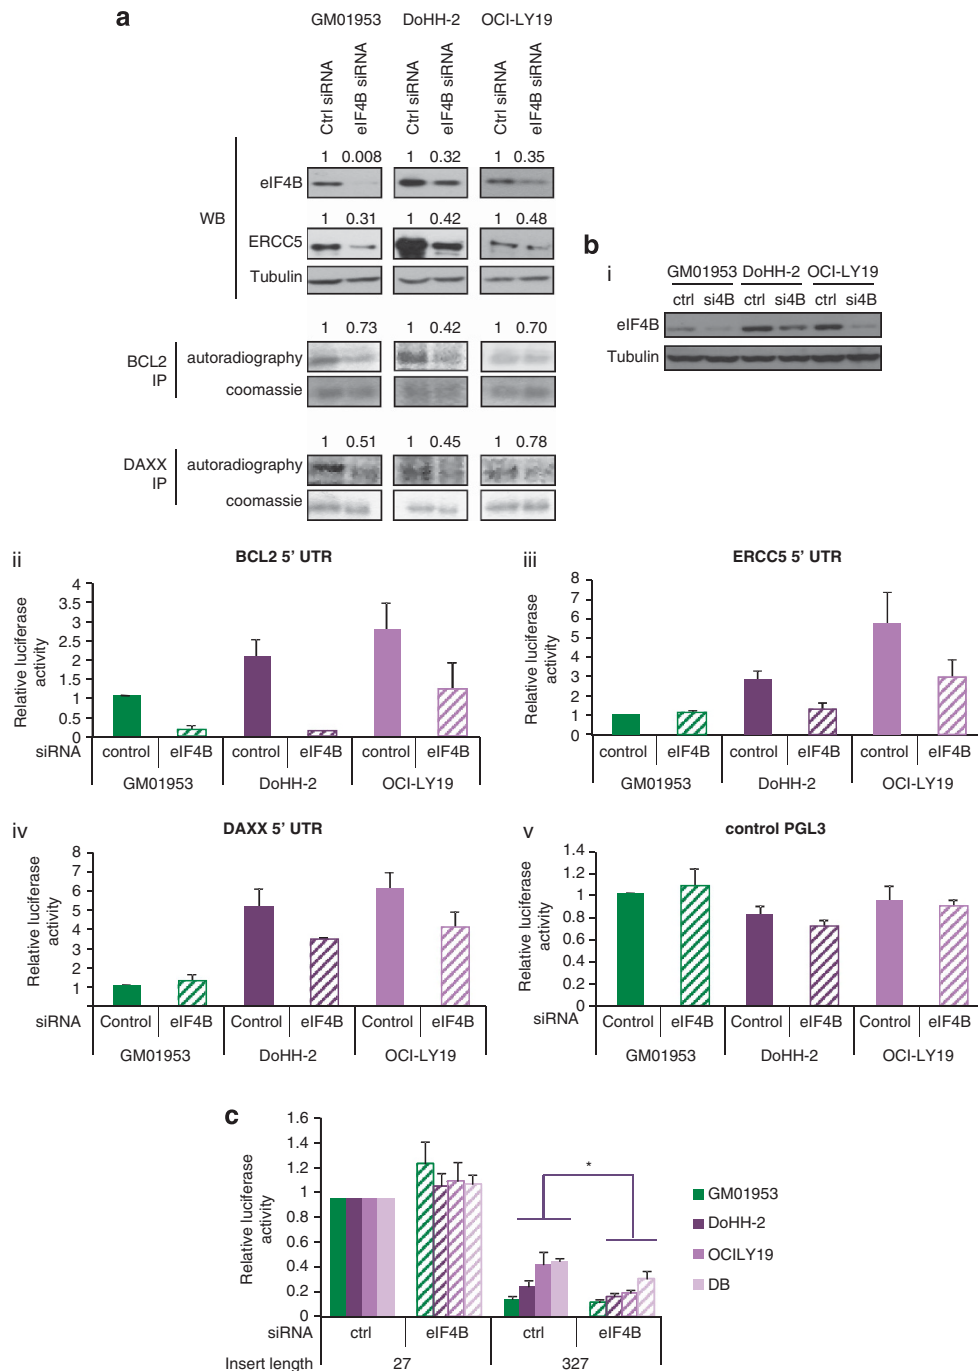 a
GM01953 DoHH-2 OCI-LY19
Ctrl siRNA eIF4B siRNA Ctrl siRNA eIF4B siRNA Ctrl siRNA eIF4B siRNA
1 0.008 1 0.32 1 0.35
eIF4B
WB
1 0.31 1 0.42 1 0.48
ERCC5
Tubulin
1 0.73 1 0.42 1 0.70
BCL2 IP
autoradiography
coomassie
1 0.51 1 0.45 1 0.78
DAXX IP
autoradiography
coomassie
b
i
GM01953 DoHH-2 OCI-LY19
ctrl si4B ctrl si4B ctrl si4B
eIF4B
Tubulin
ii
BCL2 5' UTR
Relative luciferase activity
4
3.5
3
2.5
2
1.5
1
0.5
0
siRNA control eIF4B control eIF4B control eIF4B
GM01953 DoHH-2 OCI-LY19
iii
ERCC5 5' UTR
Relative luciferase activity
8
7
6
5
4
3
2
1
0
control eIF4B control eIF4B control eIF4B
GM01953 DoHH-2 OCI-LY19
iv
DAXX 5' UTR
Relative luciferase activity
8
7
6
5
4
3
2
1
siRNA Control eIF4B Control eIF4B Control eIF4B
GM01953 DoHH-2 OCI-LY19
v
control PGL3
Relative luciferase activity
1.4
1.2
1
0.8
0.6
0.4
0.2
0
siRNA Control eIF4B Control eIF4B Control eIF4B
GM01953 DoHH-2 OCI-LY19
c
Relative luciferase activity
1.6
1.4
1.2
1
0.8
0.6
0.4
0.2
0
*
GM01953
DoHH-2
OCILY19
DB
siRNA ctrl eIF4B ctrl eIF4B
Insert length 27 327